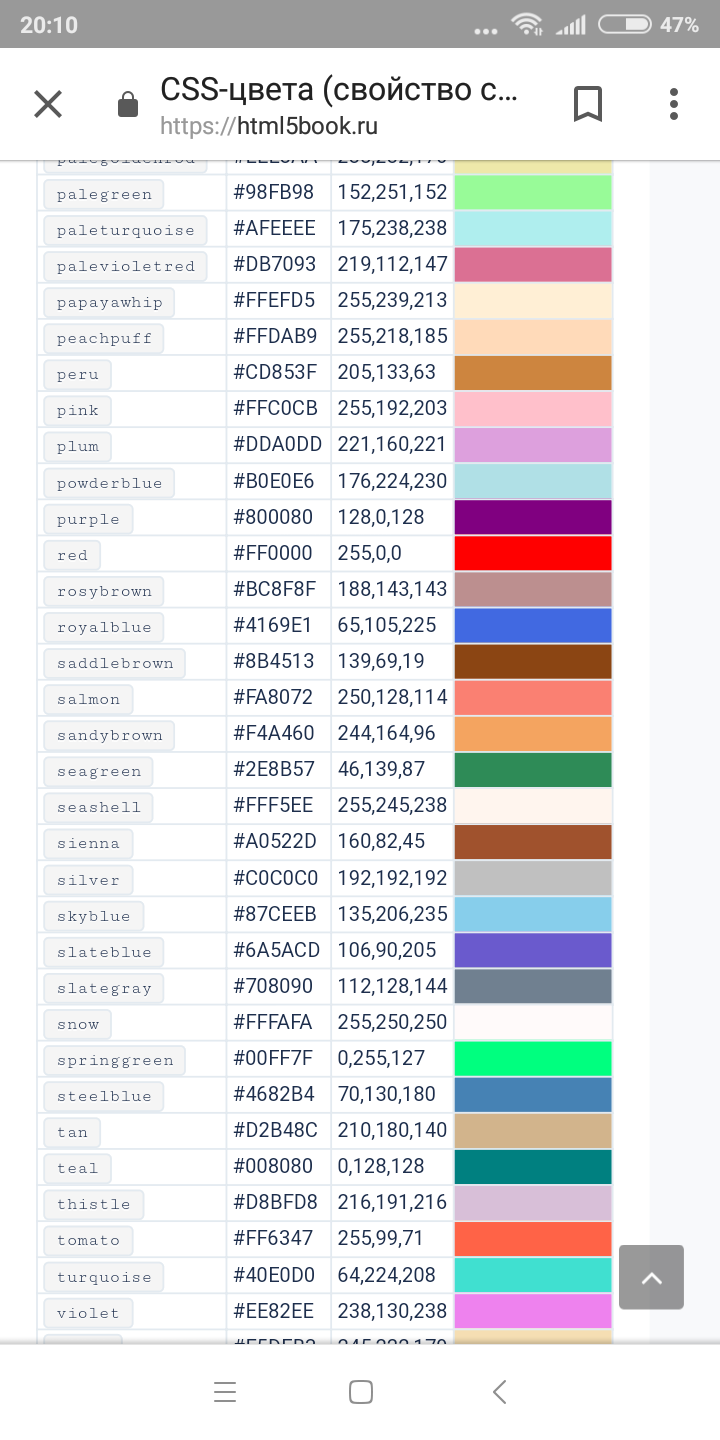 20:10
... 47%
CSS-цвета (свойство с...
https://html5book.ru
palegreen #98FB98 152,251,152
paleturquoise #AFEEEE 175,238,238
palevioletred #DB7093 219,112,147
papayawhip #FFEFD5 255,239,213
peachpuff #FFDAB9 255,218,185
peru #CD853F 205,133,63
pink #FFC0CB 255,192,203
plum #DDA0DD 221,160,221
powderblue #B0E0E6 176,224,230
purple #800080 128,0,128
red #FF0000 255,0,0
rosybrown #BC8F8F 188,143,143
royalblue #4169E1 65,105,225
saddlebrown #8B4513 139,69,19
salmon #FA8072 250,128,114
sandybrown #F4A460 244,164,96
seagreen #2E8B57 46,139,87
seashell #FFF5EE 255,245,238
sienna #A0522D 160,82,45
silver #C0C0C0 192,192,192
skyblue #87CEEB 135,206,235
slateblue #6A5ACD 106,90,205
slategray #708090 112,128,144
snow #FFFAFA 255,250,250
springgreen #00FF7F 0,255,127
steelblue #4682B4 70,130,180
tan #D2B48C 210,180,140
teal #008080 0,128,128
thistle #D8BFD8 216,191,216
tomato #FF6347 255,99,71
turquoise #40E0D0 64,224,208
violet #EE82EE 238,130,238